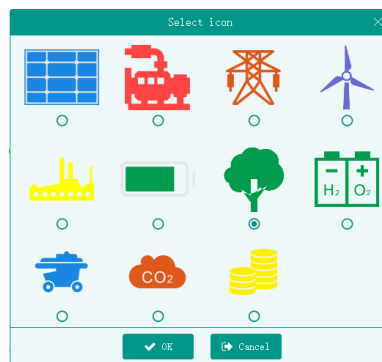 Select icon
− +
H₂ O₂
CO₂
OK Cancel